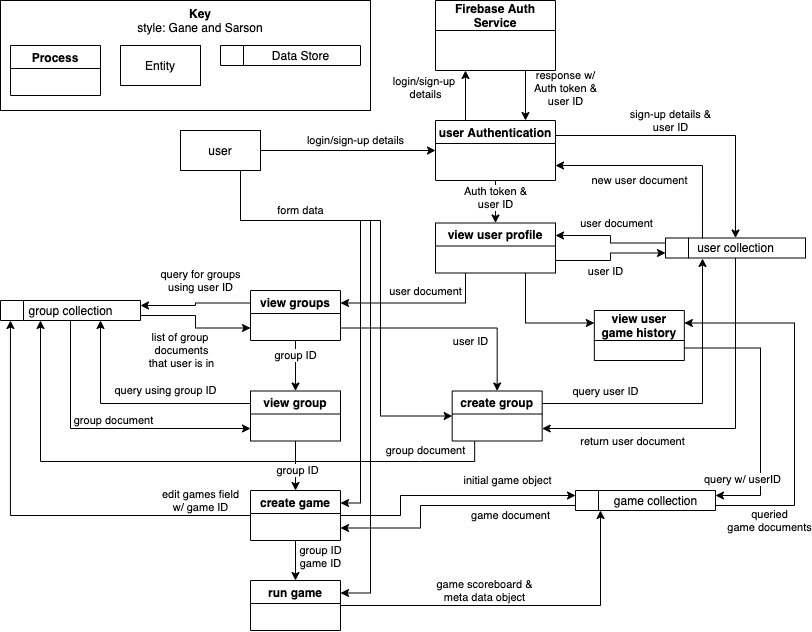 Key
style: Gane and Sarson
Process
Entity
Data Store
Firebase Auth
Service
login/sign-up
details
response w/
Auth token &
user ID
user
login/sign-up details
user Authentication
sign-up details &
user ID
new user document
Auth token &
user ID
form data
view user profile
user document
user ID
user collection
query for groups
using user ID
user document
group collection
view groups
list of group
documents
that user is in
group ID
user ID
view user
game history
query using group ID
group document
view group
create group
query user ID
return user document
group document
group ID
edit games field
w/ game ID
create game
initial game object
game document
query w/ userID
game collection
queried
game documents
group ID
game ID
run game
game scoreboard &
meta data object